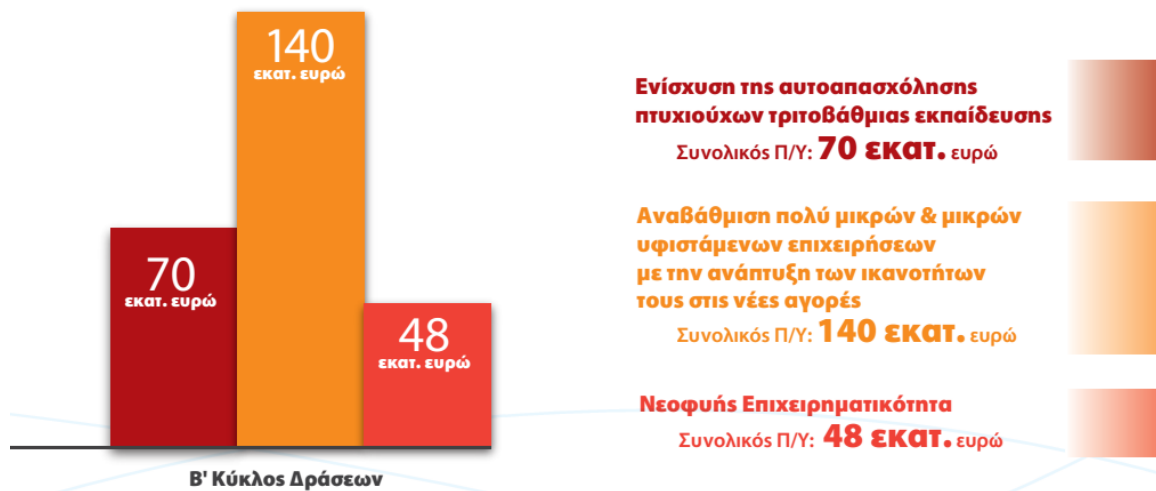 140
εκατ. ευρώ
70
εκατ. ευρώ
48
εκατ. ευρώ
Β' Κύκλος Δράσεων
Ενίσχυση της αυτοαπασχόλησης
πτυχιούχων τριτοβάθμιας εκπαίδευσης
Συνολικός Π/Υ: 70 εκατ. ευρώ
Αναβάθμιση πολύ μικρών & μικρών
υφιστάμενων επιχειρήσεων
με την ανάπτυξη των ικανοτήτων
τους στις νέες αγορές
Συνολικός Π/Υ: 140 εκατ. ευρώ
Νεοφυής Επιχειρηματικότητα
Συνολικός Π/Υ: 48 εκατ. ευρώ